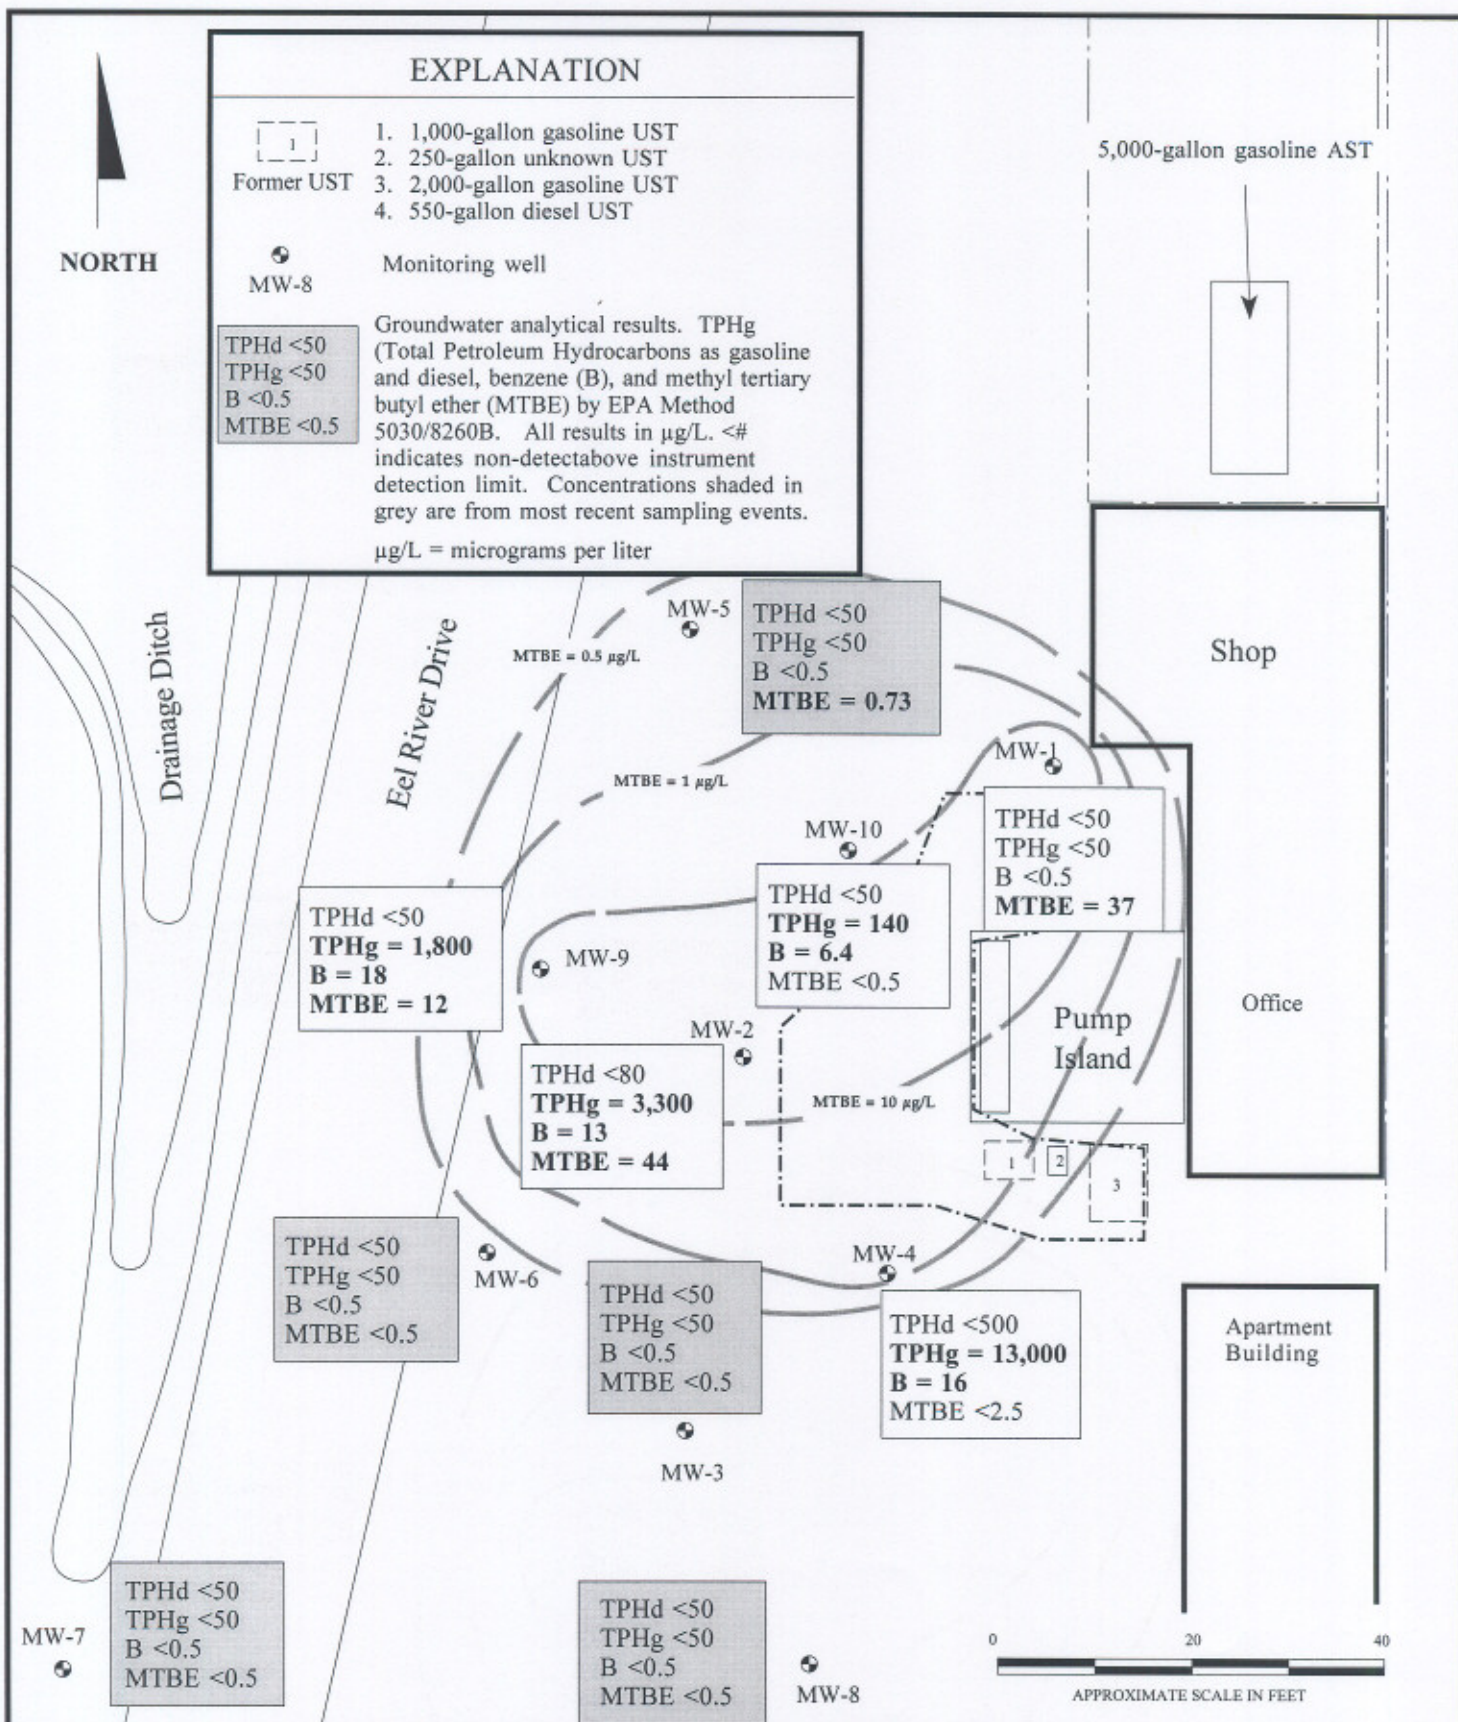 EXPLANATION
1
Former UST
1. 1,000-gallon gasoline UST
2. 250-gallon unknown UST
3. 2,000-gallon gasoline UST
4. 550-gallon diesel UST
MW-8
Monitoring well
TPHd <50
TPHg <50
B <0.5
MTBE <0.5
Groundwater analytical results. TPHg
(Total Petroleum Hydrocarbons as gasoline
and diesel, benzene (B), and methyl tertiary
butyl ether (MTBE) by EPA Method
5030/8260B. All results in µg/L. <#
indicates non-detectabove instrument
detection limit. Concentrations shaded in
grey are from most recent sampling events.
µg/L = micrograms per liter
NORTH
5,000-gallon gasoline AST
Drainage Ditch
Eel River Drive
MTBE = 0.5 µg/L
MW-5
TPHd <50
TPHg <50
B <0.5
MTBE = 0.73
Shop
MW-1
TPHd <50
TPHg <50
B <0.5
MTBE = 37
MTBE = 1 µg/L
MW-10
TPHd <50
TPHg = 140
B = 6.4
MTBE <0.5
TPHd <50
TPHg = 1,800
B = 18
MTBE = 12
MW-9
MW-2
TPHd <80
TPHg = 3,300
B = 13
MTBE = 44
MTBE = 10 µg/L
Pump
Island
Office
1
2
3
TPHd <50
TPHg <50
B <0.5
MTBE <0.5
MW-6
TPHd <50
TPHg <50
B <0.5
MTBE <0.5
MW-3
MW-4
TPHd <500
TPHg = 13,000
B = 16
MTBE <2.5
Apartment
Building
MW-7
TPHd <50
TPHg <50
B <0.5
MTBE <0.5
TPHd <50
TPHg <50
B <0.5
MTBE <0.5
MW-8
0 20 40
APPROXIMATE SCALE IN FEET